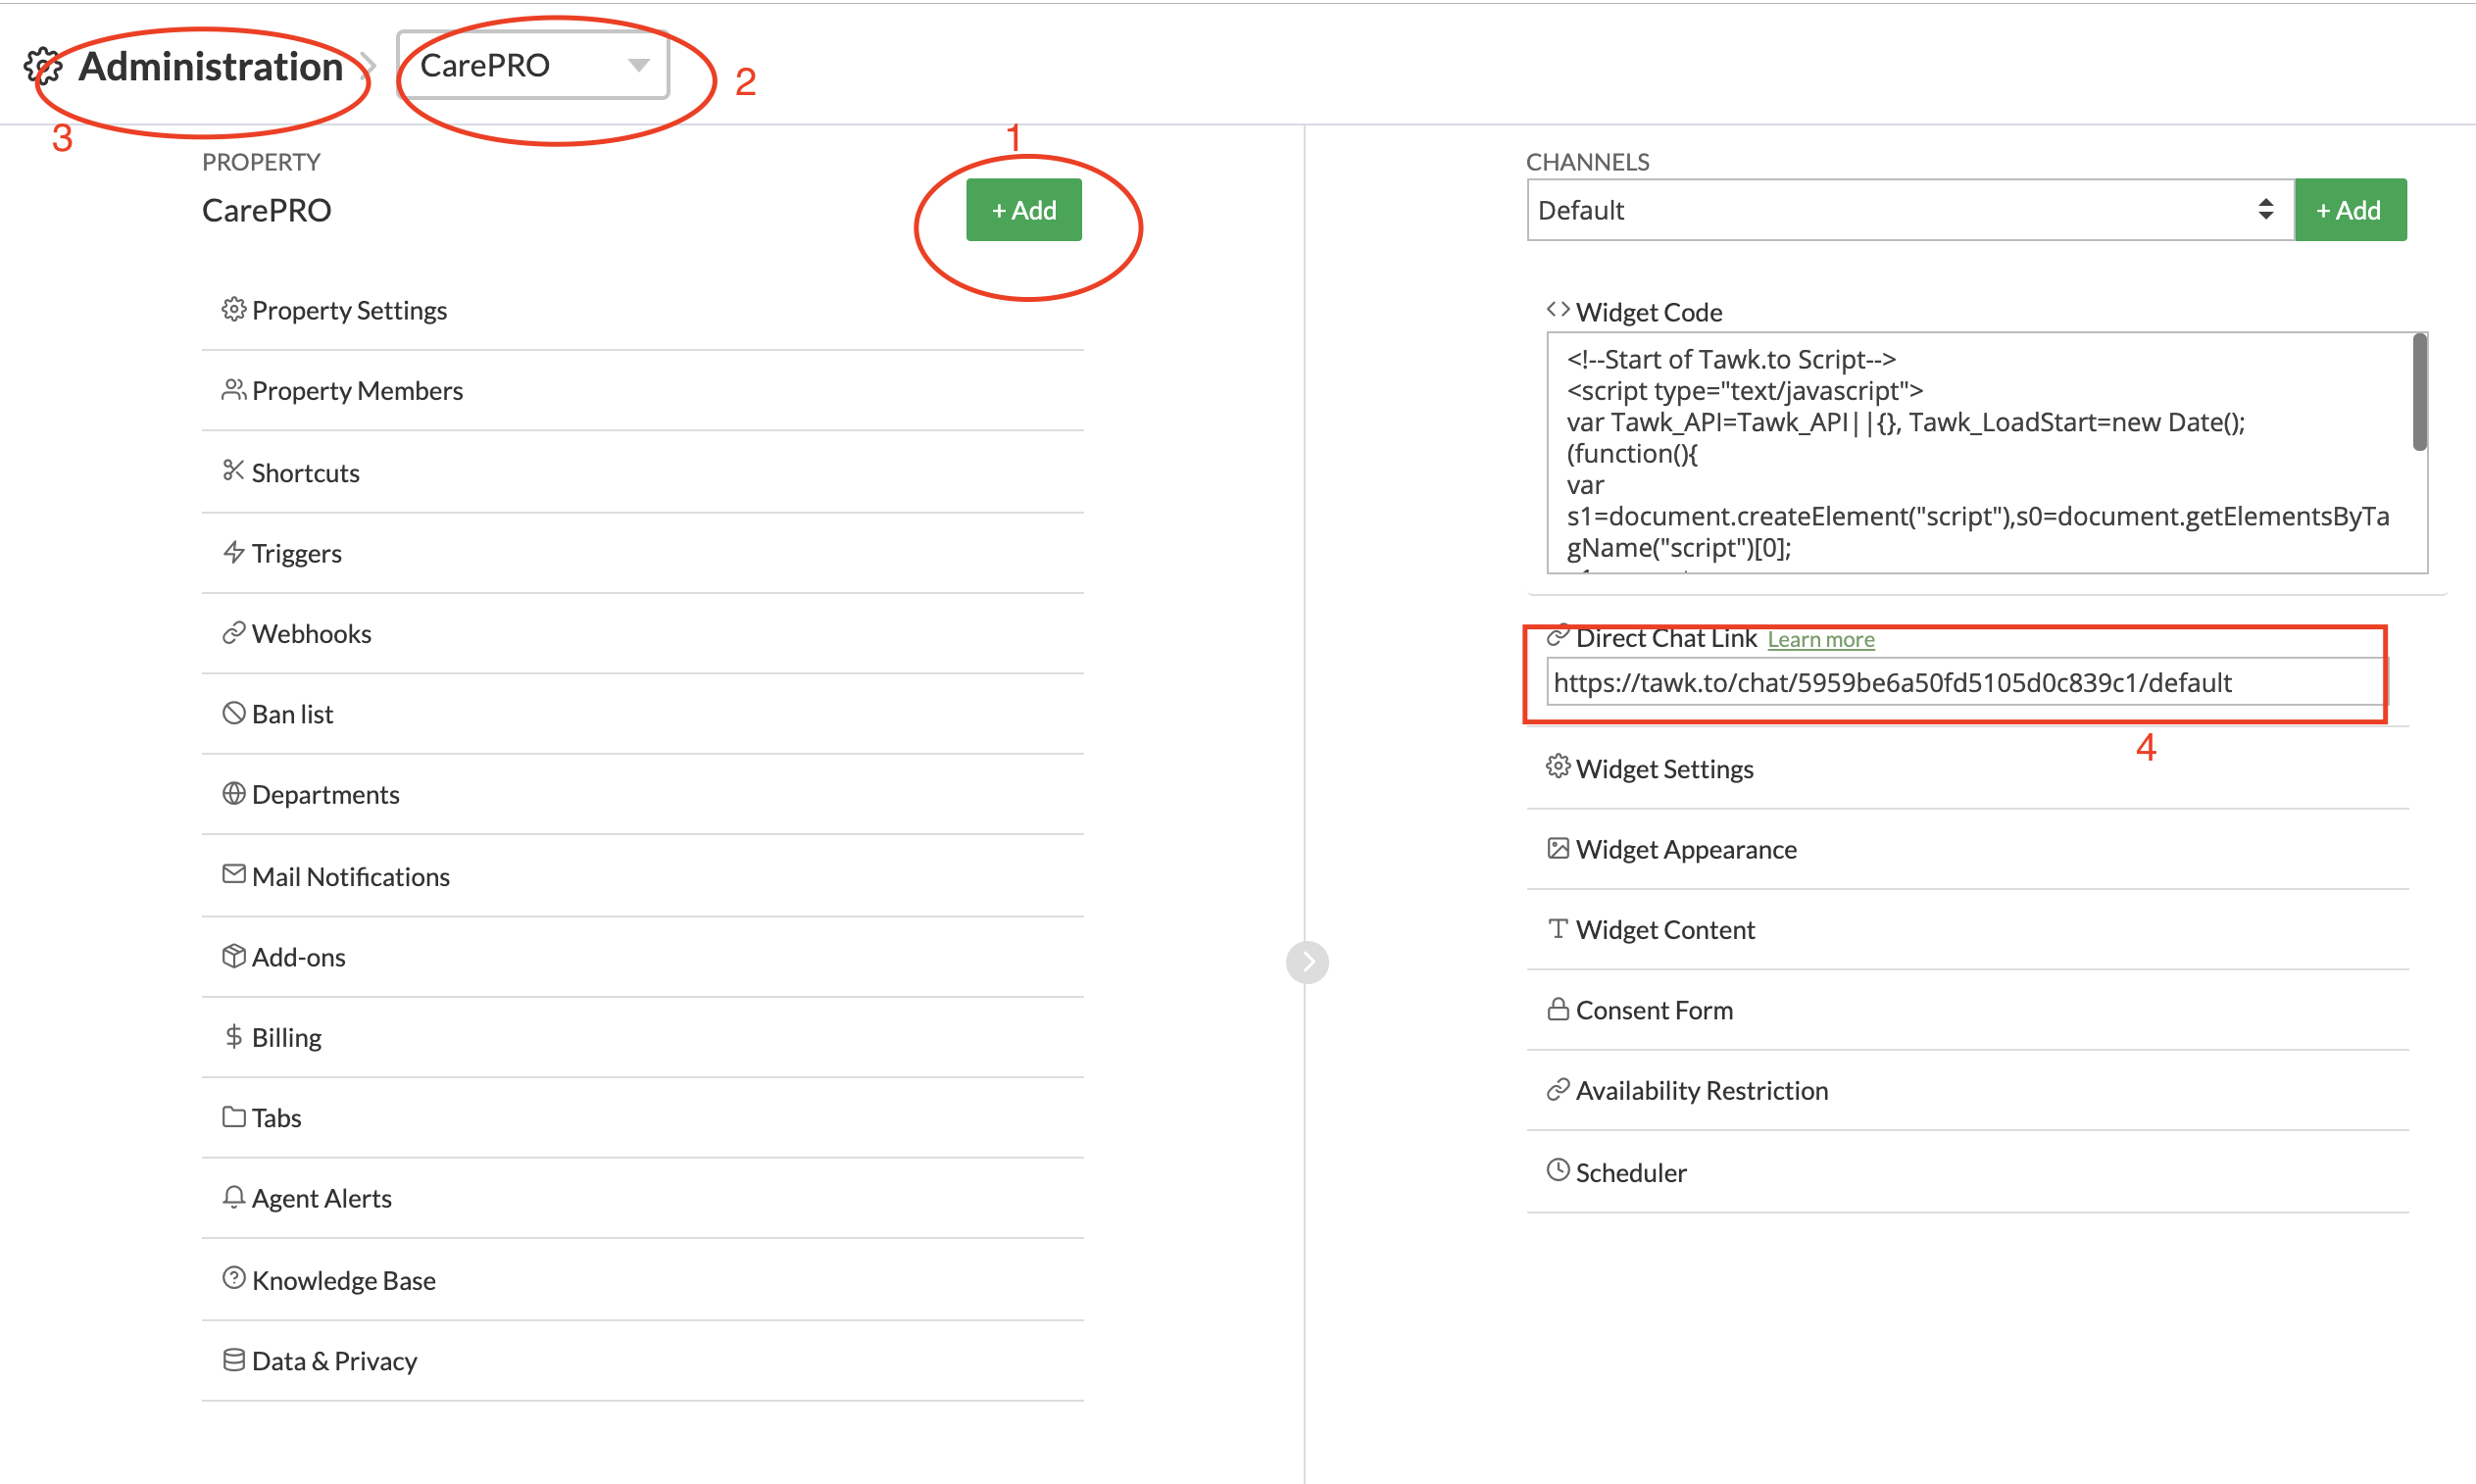 Administration
CarePRO
2
3
1
PROPERTY
CarePRO
+ Add
Property Settings
Property Members
Shortcuts
Triggers
Webhooks
Ban list
Departments
Mail Notifications
Add-ons
Billing
Tabs
Agent Alerts
Knowledge Base
Data & Privacy
CHANNELS
Default
+ Add
<> Widget Code
<!--Start of Tawk.to Script-->
<script type="text/javascript">
var Tawk_API=Tawk_API||{}, Tawk_LoadStart=new Date();
(function(){
var
s1=document.createElement("script"),s0=document.getElementsByTa
gName("script")[0];
Direct Chat Link Learn more
https://tawk.to/chat/5959be6a50fd5105d0c839c1/default
4
Widget Settings
Widget Appearance
Widget Content
Consent Form
Availability Restriction
Scheduler